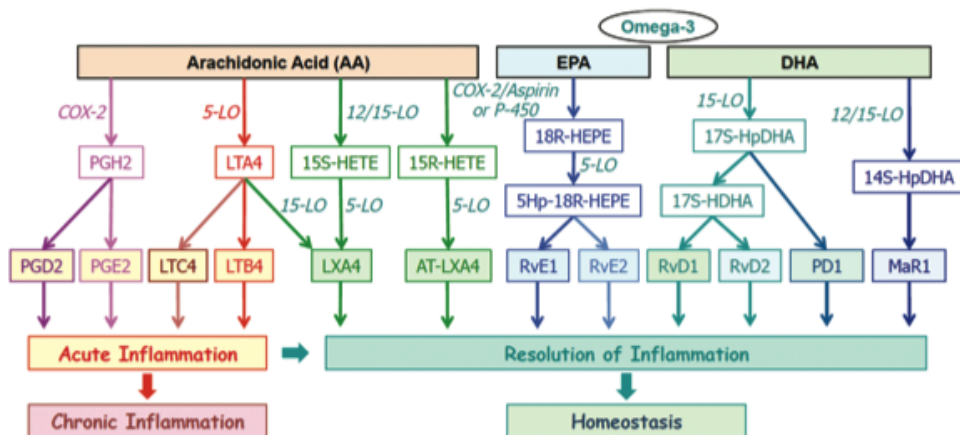 Omega-3
Arachidonic Acid (AA)
EPA
DHA
COX-2
5-LO
12/15-LO
COX-2/Aspirin
or P-450
15-LO
12/15-LO
PGH2
LTA4
15S-HETE
15R-HETE
18R-HEPE
17S-HpDHA
14S-HpDHA
5-LO
15-LO
5-LO
5-LO
5Hp-18R-HEPE
17S-HDHA
PGD2
PGE2
LTC4
LTB4
LXA4
AT-LXA4
RvE1
RvE2
RvD1
RvD2
PD1
MaR1
Acute Inflammation
Resolution of Inflammation
Chronic Inflammation
Homeostasis